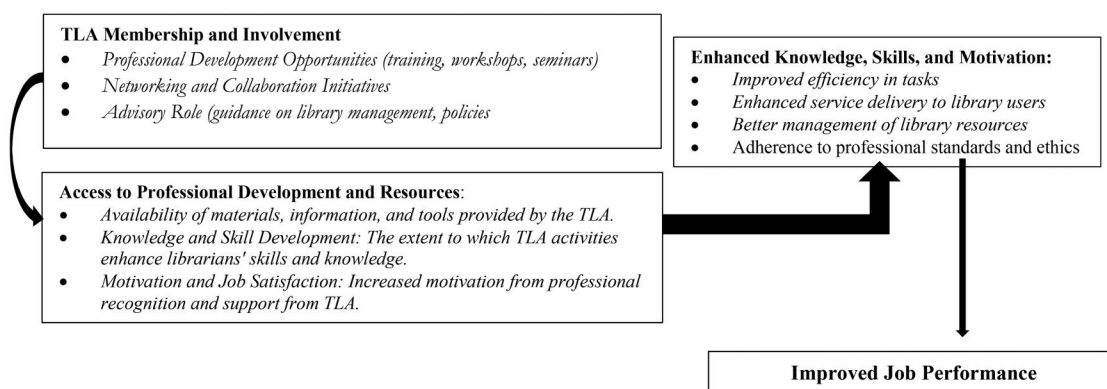 TLA Membership and Involvement
• Professional Development Opportunities (training, workshops, seminars)
• Networking and Collaboration Initiatives
• Advisory Role (guidance on library management, policies
Access to Professional Development and Resources:
• Availability of materials, information, and tools provided by the TLA.
• Knowledge and Skill Development: The extent to which TLA activities
enhance librarians' skills and knowledge.
• Motivation and Job Satisfaction: Increased motivation from professional
recognition and support from TLA.
Enhanced Knowledge, Skills, and Motivation:
• Improved efficiency in tasks
• Enhanced service delivery to library users
• Better management of library resources
• Adherence to professional standards and ethics
Improved Job Performance